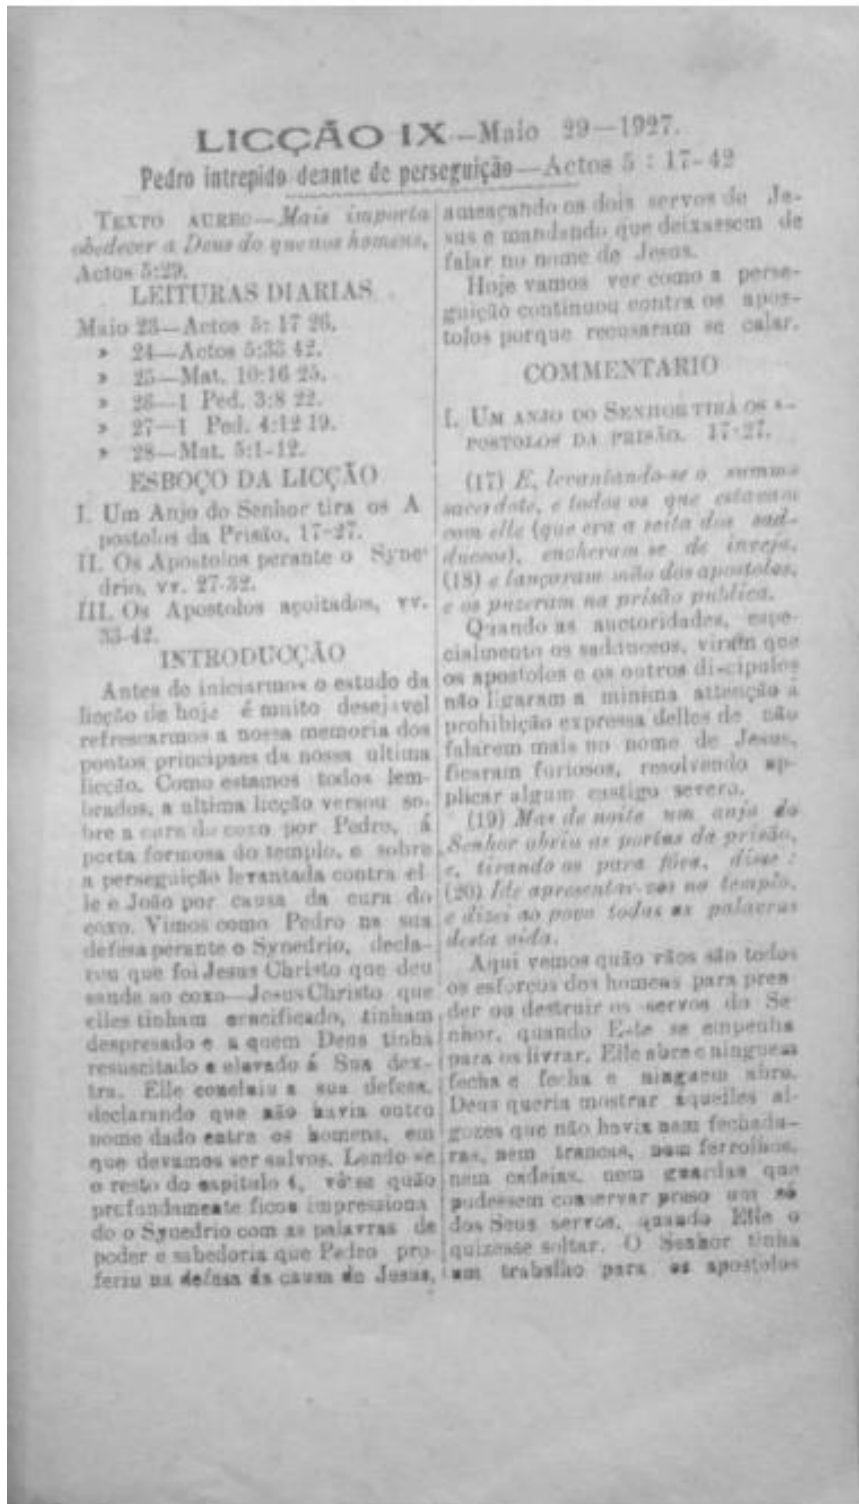 LICÇÃO IX—Maio 29—1927.
Pedro intrepido deante de perseguição—Actos 5 : 17-42
TEXTO AUREO—Mais importa
obedecer a Deus do que aos homens,
Actos 5:29.
LEITURAS DIARIAS
Maio 23—Actos 5: 17 26.
» 24—Actos 5:33 42.
» 25—Mat. 10:16 25.
» 26—1 Ped. 3:8 22.
» 27—1 Ped. 4:12 19.
» 28—Mat. 5:1-12.
ESBOÇO DA LICÇÃO
I. Um Anjo do Senhor tira os A
postolos da Prisão, 17-27.
II. Os Apostolos perante o Syne-
drio, vv. 27-32.
III. Os Apostolos açoitados, vv.
33-42.
INTRODUCÇÃO
Antes de iniciarmos o estudo da
licção de hoje é muito desejavel
refrescarmos a nossa memoria dos
pontos principaes da nossa ultima
licção. Como estamos todos lem-
brados, a ultima licção versou so-
bre a cura do coxo por Pedro, á
porta formosa do templo, e sobre
a perseguição levantada contra el-
le e João por causa da cura do
coxo. Vimos como Pedro na sua
defesa perante o Synedrio, decla-
rou que foi Jesus Christo que deu
saude ao coxo—Jesus Christo que
elles tinham crucificado, tinham
despresado e a quem Deus tinha
resuscitado e elevado á Sua dex-
tra. Elle concluiu a sua defesa,
declarando que não havia outro
nome dado entre os homens, em
que devamos ser salvos. Lendo-se
o resto do capitulo 4, vê-se quão
profundamente ficou impressiona
do o Synedrio com as palavras de
poder e sabedoria que Pedro pro-
feriu na defesa da causa de Jesus,
ameaçando os dois servos de Je-
sus e mandando que deixassem de
falar no nome de Jesus.
Hoje vamos ver como a perse-
guição continuou contra os apos-
tolos porque recusaram se calar.
COMMENTARIO
I. UM ANJO DO SENHOR TIRA OS A-
POSTOLOS DA PRISÃO. 17-27.
(17) E, levantando-se o summo
sacerdote, e todos os que estavam
com elle (que era a seita dos sad-
duceos), encheram-se de inveja,
(18) e lançaram mão dos apostolos,
e os puzeram na prisão publica.
Quando as auctoridades, espe-
cialmente os sadduceos, viram que
os apostolos e os outros discipulos
não ligaram a minima attenção á
prohibição expressa delles de não
falarem mais no nome de Jesus,
ficaram furiosos, resolvendo ap-
plicar algum castigo severo.
(19) Mas de noite um anjo do
Senhor abriu as portas da prisão,
e, tirando os para fóra, disse :
(20) Ide apresentar-vos no templo,
e dizei ao povo todas as palavras
desta vida.
Aqui vemos quão vãos são todos
os esforços dos homens para pren
der ou destruir os servos do Se-
nhor, quando Este se empenha
para os livrar. Elle abre e ninguem
fecha e fecha e ninguem abre.
Deus queria mostrar áquelles al-
gozes que não havia nem fechadu-
ras, nem trancas, nem ferrolhos,
nem cadeias, nem guardas que
pudessem conservar preso um só
dos Seus servos, quando Elle o
quizesse soltar. O Senhor tinha
um trabalho para os apostolos